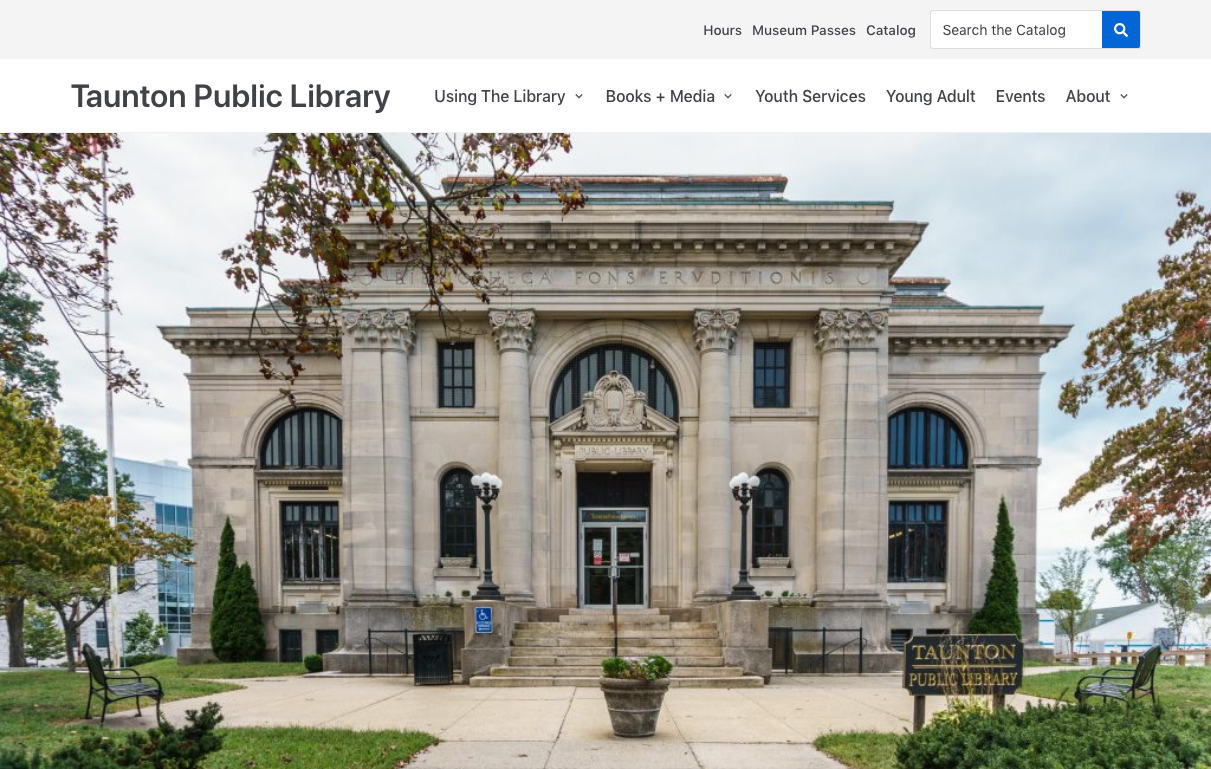 Hours Museum Passes Catalog Search the Catalog
Taunton Public Library Using The Library Books + Media Youth Services Young Adult Events About
FONS ERVDITIONIS
PUBLIC LIBRARY
TAUNTON
PUBLIC LIBRARY